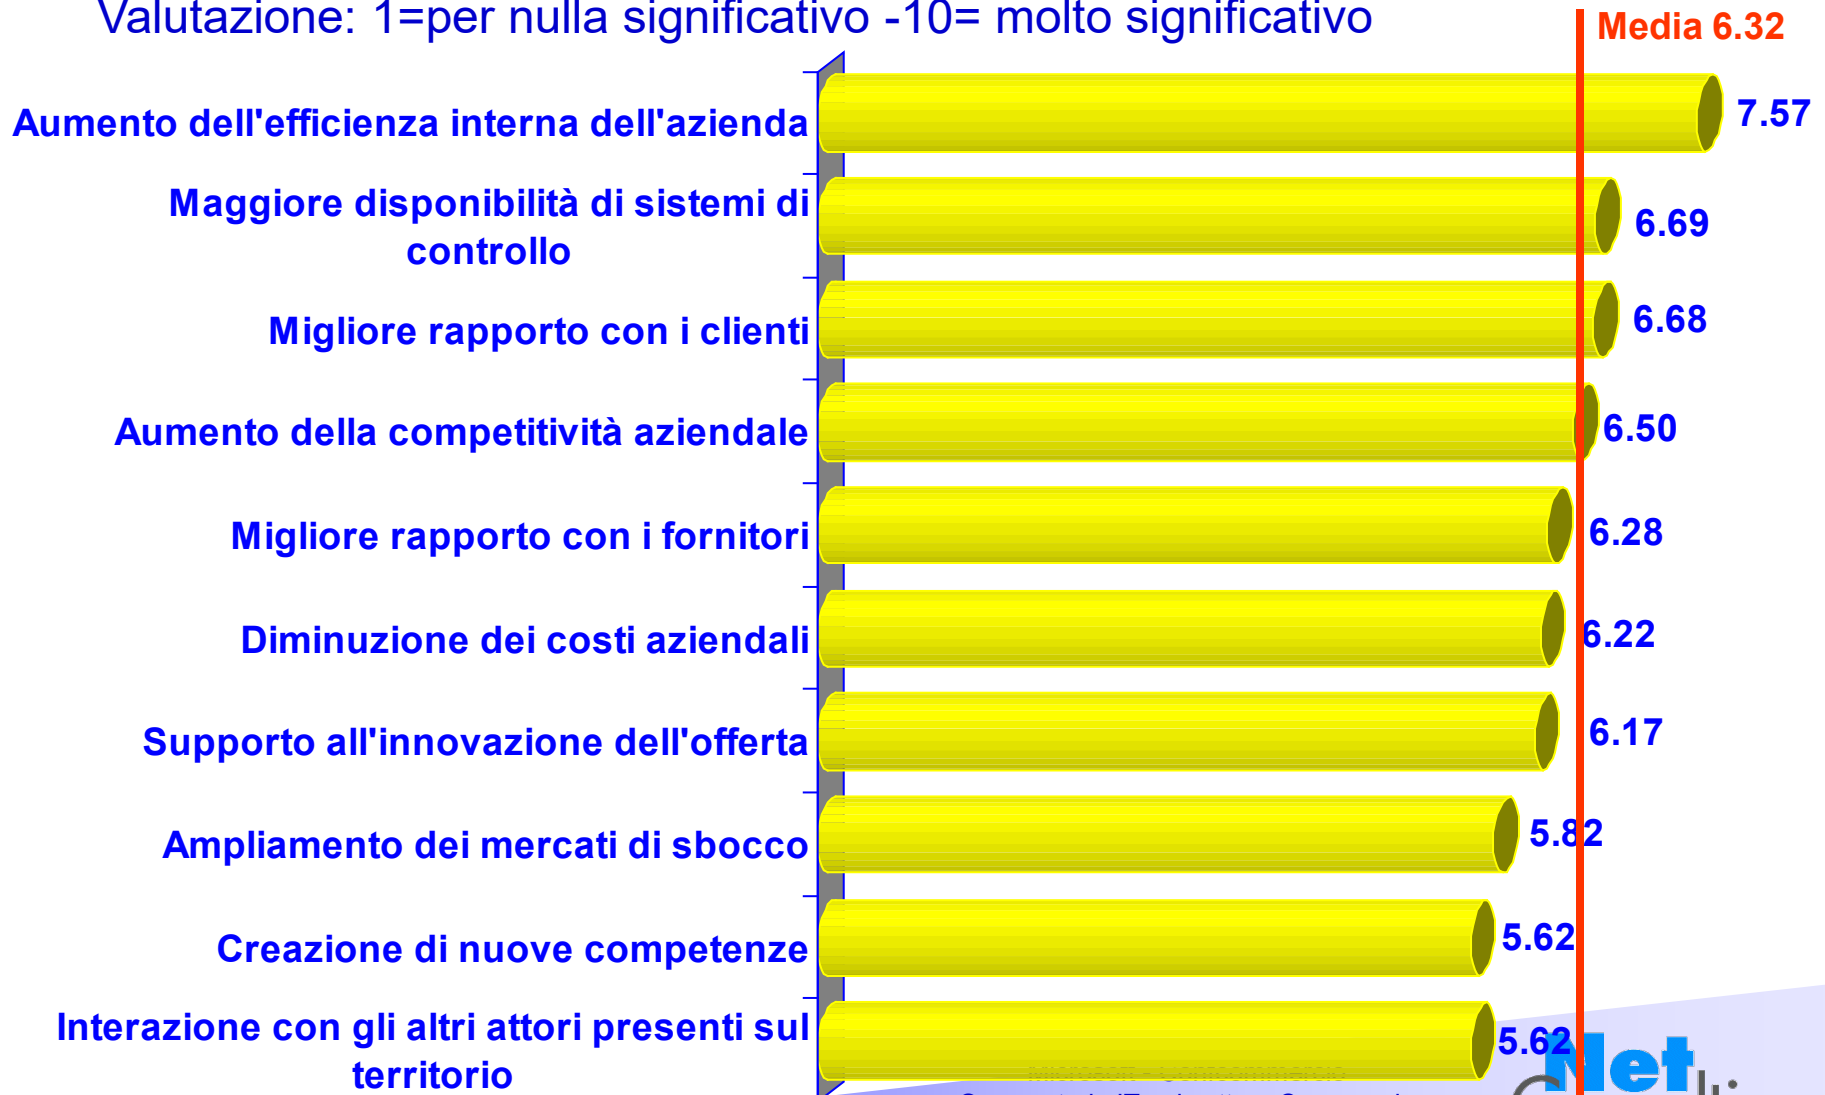 Valutazione: 1=per nulla significativo -10= molto significativo
Media 6.32
Aumento dell'efficienza interna dell'azienda
7.57
Maggiore disponibilità di sistemi di
controllo
6.69
Migliore rapporto con i clienti
6.68
Aumento della competitività aziendale
6.50
Migliore rapporto con i fornitori
6.28
Diminuzione dei costi aziendali
6.22
Supporto all'innovazione dell'offerta
6.17
Ampliamento dei mercati di sbocco
5.82
Creazione di nuove competenze
5.62
Interazione con gli altri attori presenti sul
territorio
5.62
Net